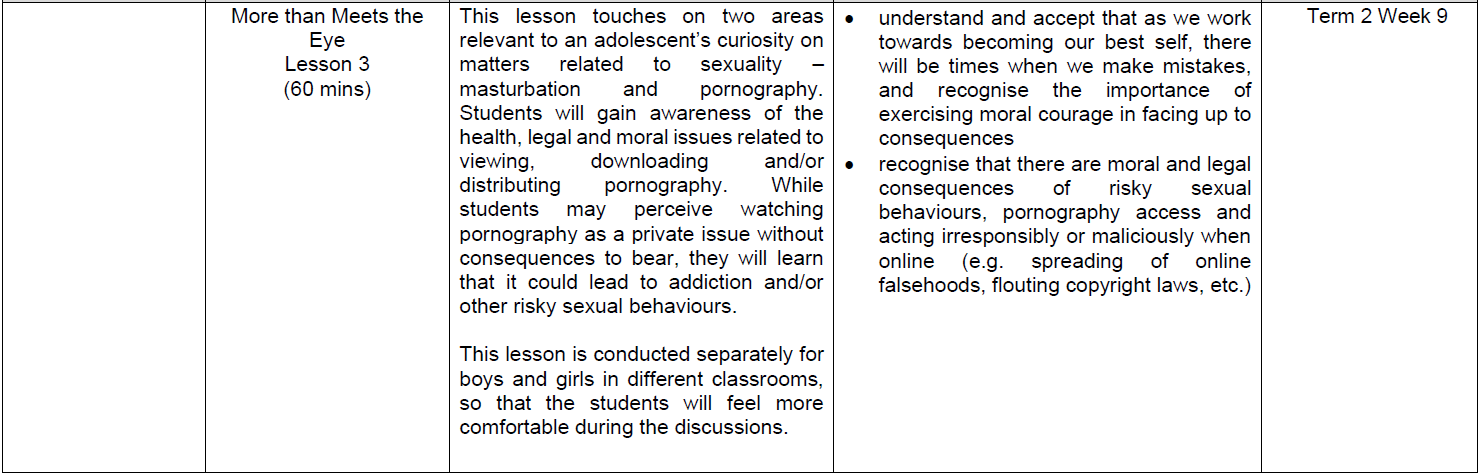 More than Meets the
Eye
Lesson 3
(60 mins)
This lesson touches on two areas
relevant to an adolescent’s curiosity on
matters related to sexuality –
masturbation and pornography.
Students will gain awareness of the
health, legal and moral issues related to
viewing, downloading and/or
distributing pornography. While
students may perceive watching
pornography as a private issue without
consequences to bear, they will learn
that it could lead to addiction and/or
other risky sexual behaviours.
This lesson is conducted separately for
boys and girls in different classrooms,
so that the students will feel more
comfortable during the discussions.
• understand and accept that as we work
towards becoming our best self, there
will be times when we make mistakes,
and recognise the importance of
exercising moral courage in facing up to
consequences
• recognise that there are moral and legal
consequences of risky sexual
behaviours, pornography access and
acting irresponsibly or maliciously when
online (e.g. spreading of online
falsehoods, flouting copyright laws, etc.)
Term 2 Week 9